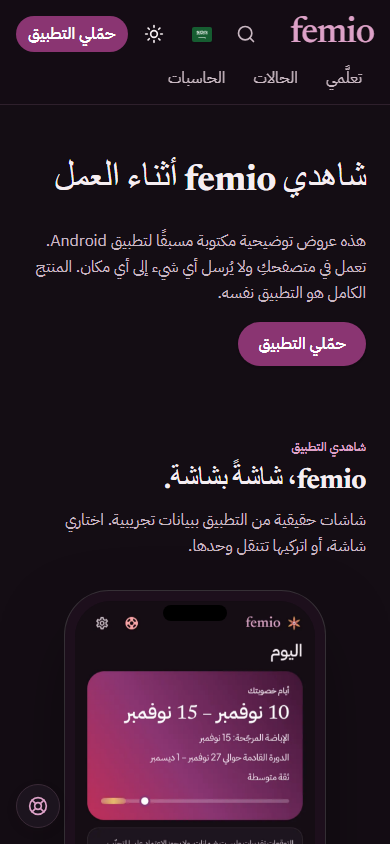 femio
حمّلي التطبيق
تعلَّمي
الحالات
الحاسبات
شاهدي femio أثناء العمل
هذه عروض توضيحية مكتوبة مسبقًا لتطبيق Android.
تعمل في متصفحكِ ولا يُرسل أي شيء إلى أي مكان. المنتج
الكامل هو التطبيق نفسه.
حمّلي التطبيق
شاهدي التطبيق
femio، شاشةً بشاشة.
شاشات حقيقية من التطبيق ببيانات تجريبية. اختاري
شاشة، أو اتركيها تتنقل وحدها.
femio
اليوم
أيام خصوبتك
10 نوفمبر – 15 نوفمبر
الإباضة المرجّحة: 15 نوفمبر
الدورة القادمة حوالي 27 نوفمبر – 1 ديسمبر
ثقة متوسطة